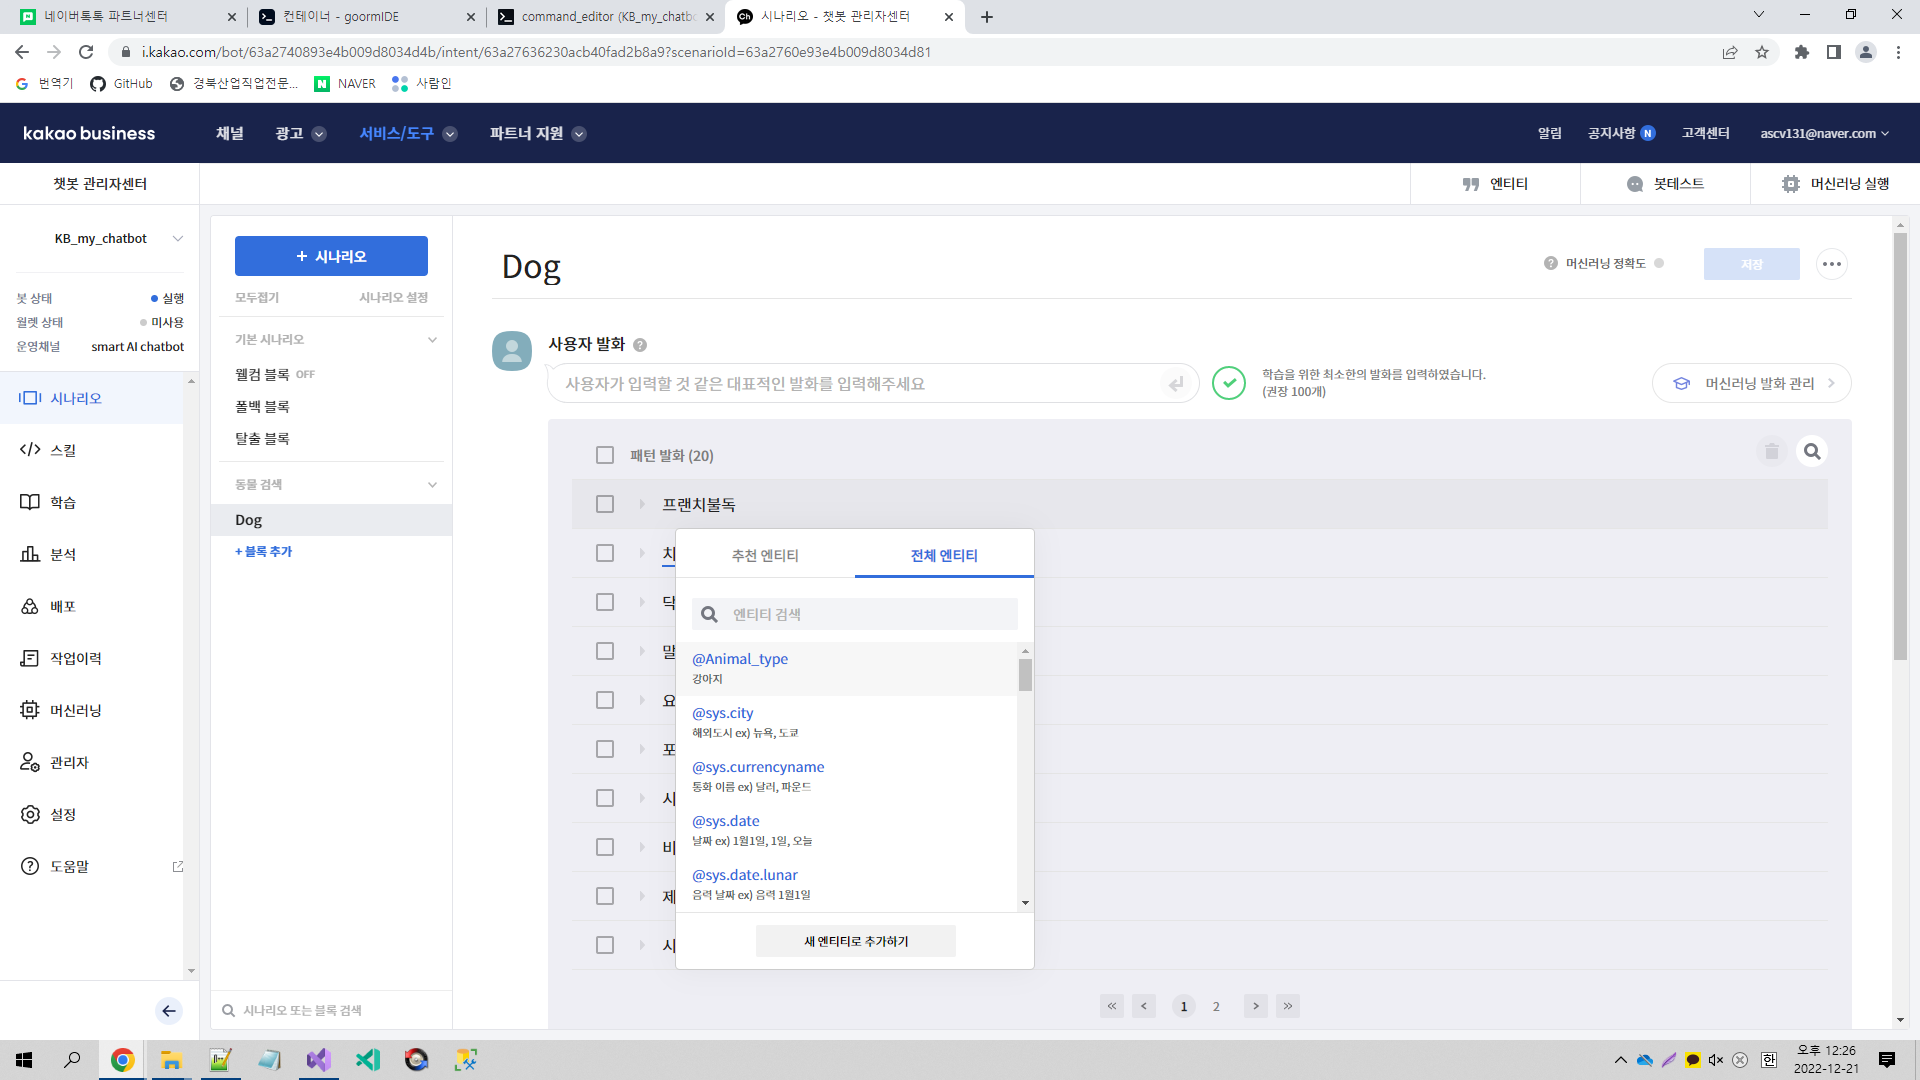 네이버톡톡 파트너센터
컨테이너 - goormIDE
command_editor (KB_my_chatb
시나리오 - 챗봇 관리자센터
i.kakao.com/bot/63a2740893e4b009d8034d4b/intent/63a27636230acb40fad2b8a9?scenarioId=63a2760e93e4b009d8034d81
번역기
GitHub
경북산업직업전문...
NAVER
사람인
kakao business
채널
광고
서비스/도구
파트너 지원
알림
공지사항 N
고객센터
ascv131@naver.com
챗봇 관리자센터
엔티티
봇테스트
머신러닝 실행
KB_my_chatbot
봇 상태 실행
월렛 상태 미사용
운영채널 smart AI chatbot
시나리오
스킬
학습
분석
배포
작업이력
머신러닝
관리자
설정
도움말
+ 시나리오
모두접기 시나리오 설정
기본 시나리오
웰컴 블록 OFF
폴백 블록
탈출 블록
동물 검색
Dog
+ 블록 추가
시나리오 또는 블록 검색
Dog
머신러닝 정확도
저장
사용자 발화
사용자가 입력할 것 같은 대표적인 발화를 입력해주세요
학습을 위한 최소한의 발화를 입력하였습니다.
(권장 100개)
머신러닝 발화 관리
패턴 발화 (20)
프랜치불독
치
닥
말
요
포
시
비
제
시
추천 엔티티
전체 엔티티
엔티티 검색
@Animal_type
강아지
@sys.city
해외도시 ex) 뉴욕, 도쿄
@sys.currencyname
통화 이름 ex) 달러, 파운드
@sys.date
날짜 ex) 1월1일, 1일, 오늘
@sys.date.lunar
음력 날짜 ex) 음력 1월1일
새 엔티티로 추가하기
« < 1 2 > »
한
오후 12:26
2022-12-21